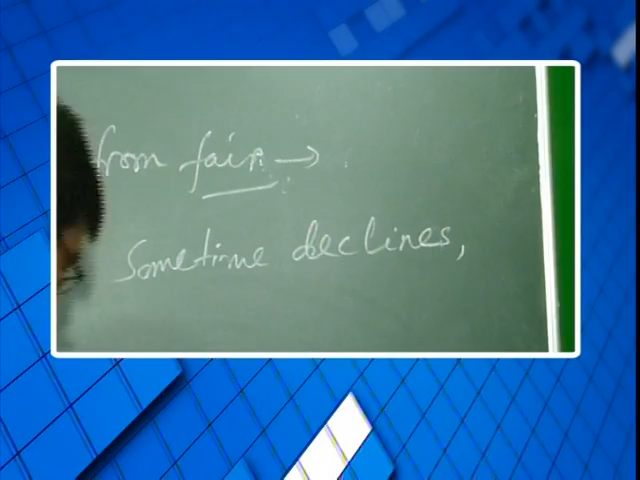 from fair →
Sometime declines,